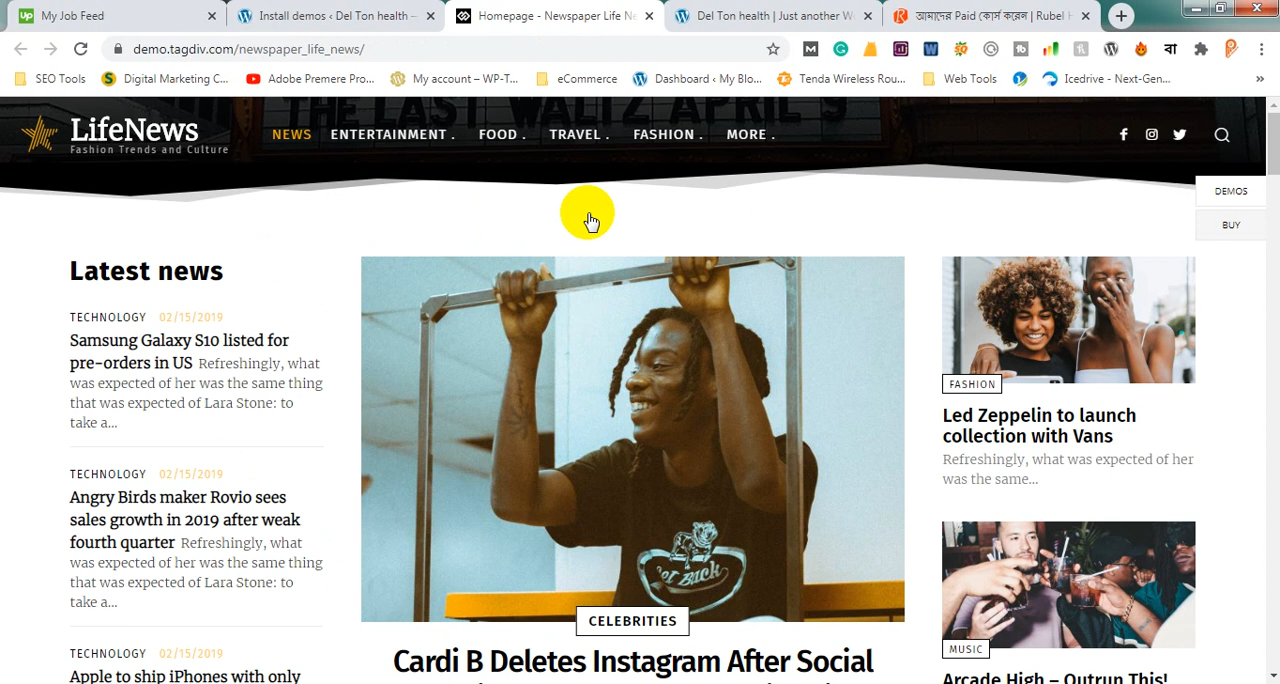 My Job Feed
Install demos ‹ Del Ton health —
Homepage - Newspaper Life Ne
Del Ton health | Just another W
আমাদের Paid কোর্স করেল | Rubel H
demo.tagdiv.com/newspaper_life_news/
SEO Tools
Digital Marketing C...
Adobe Premere Pro...
My account – WP-T...
eCommerce
Dashboard ‹ My Blo...
Tenda Wireless Rou...
Web Tools
Icedrive - Next-Gen...
THE LAST WALTZ APRIL 9
LifeNews
Fashion Trends and Culture
NEWS
ENTERTAINMENT .
FOOD .
TRAVEL .
FASHION .
MORE .
DEMOS
BUY
Latest news
TECHNOLOGY 02/15/2019
Samsung Galaxy S10 listed for
pre-orders in US Refreshingly, what
was expected of her was the same thing
that was expected of Lara Stone: to
take a...
TECHNOLOGY 02/15/2019
Angry Birds maker Rovio sees
sales growth in 2019 after weak
fourth quarter Refreshingly, what
was expected of her was the same thing
that was expected of Lara Stone: to
take a...
TECHNOLOGY 02/15/2019
Apple to ship iPhones with only
Get Back
CELEBRITIES
Cardi B Deletes Instagram After Social
FASHION
Led Zeppelin to launch
collection with Vans
Refreshingly, what was expected of her
was the same...
MUSIC
Arcade High – Outrun This!